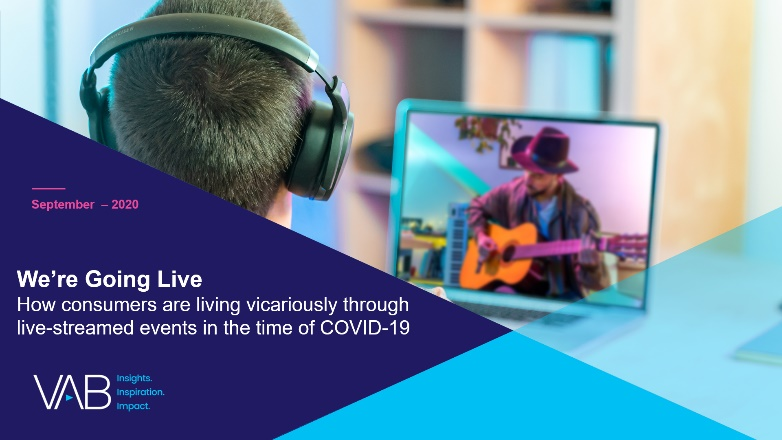 September – 2020
We’re Going Live
How consumers are living vicariously through
live-streamed events in the time of COVID-19
VAB
Insights.
Inspiration.
Impact.